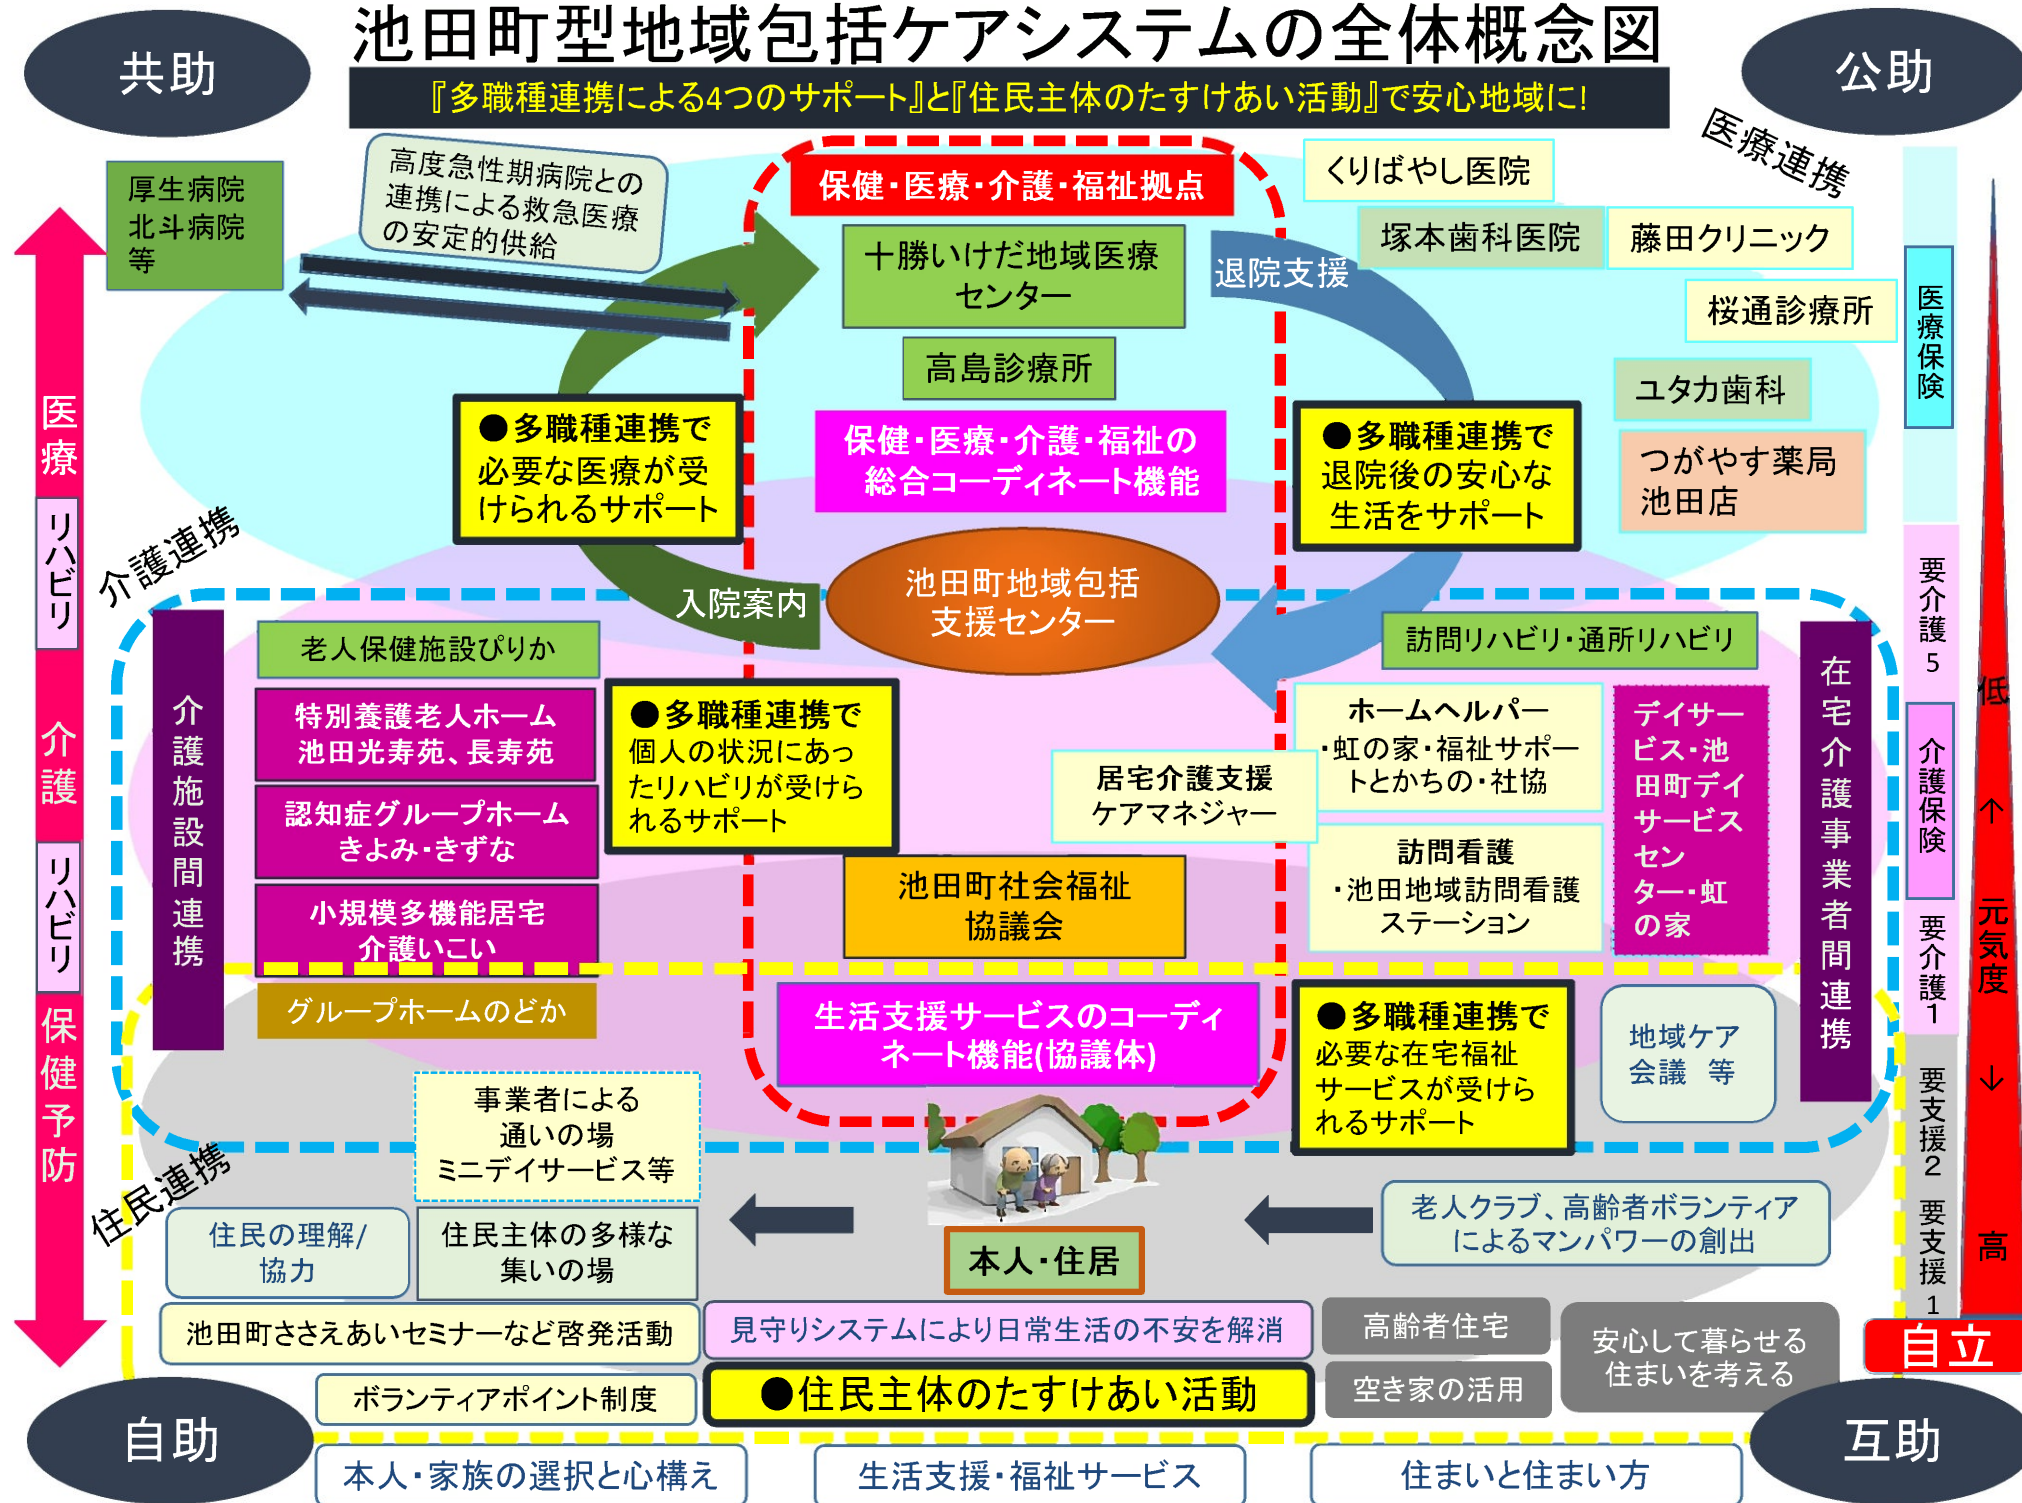 池田町型地域包括ケアシステムの全体概念図
『多職種連携による4つのサポート』と『住民主体のたすけあい活動』で安心地域に!
共助
公助
医療連携
厚生病院
北斗病院
等
高度急性期病院との
連携による救急医療
の安定的供給
保健・医療・介護・福祉拠点
十勝いけだ地域医療
センター
高島診療所
保健・医療・介護・福祉の
総合コーディネート機能
退院支援
くりばやし医院
塚本歯科医院
藤田クリニック
桜通診療所
ユタカ歯科
つがやす薬局
池田店
●多職種連携で
必要な医療が受
けられるサポート
●多職種連携で
退院後の安心な
生活をサポート
医療
リハビリ
介護
リハビリ
保健予防
介護連携
入院案内
池田町地域包括
支援センター
介護施設間連携
老人保健施設ぴりか
特別養護老人ホーム
池田光寿苑、長寿苑
認知症グループホーム
きよみ・きずな
小規模多機能居宅
介護いこい
グループホームのどか
●多職種連携で
個人の状況にあっ
たリハビリが受けら
れるサポート
訪問リハビリ・通所リハビリ
ホームヘルパー
・虹の家・福祉サポー
トとかちの・社協
居宅介護支援
ケアマネジャー
訪問看護
・池田地域訪問看護
ステーション
デイサー
ビス・池
田町デイ
サービス
セン
ター・虹
の家
在宅介護事業者間連携
池田町社会福祉
協議会
生活支援サービスのコーディ
ネート機能(協議体)
●多職種連携で
必要な在宅福祉
サービスが受けら
れるサポート
地域ケア
会議 等
医療保険
要介護5
介護保険
要介護1
要支援2
要支援1
低
↑
元気度
↓
高
自立
住民連携
事業者による
通いの場
ミニデイサービス等
住民の理解/
協力
住民主体の多様な
集いの場
本人・住居
老人クラブ、高齢者ボランティア
によるマンパワーの創出
池田町ささえあいセミナーなど啓発活動
見守りシステムにより日常生活の不安を解消
高齢者住宅
安心して暮らせる
住まいを考える
ボランティアポイント制度
●住民主体のたすけあい活動
空き家の活用
自助
互助
本人・家族の選択と心構え
生活支援・福祉サービス
住まいと住まい方